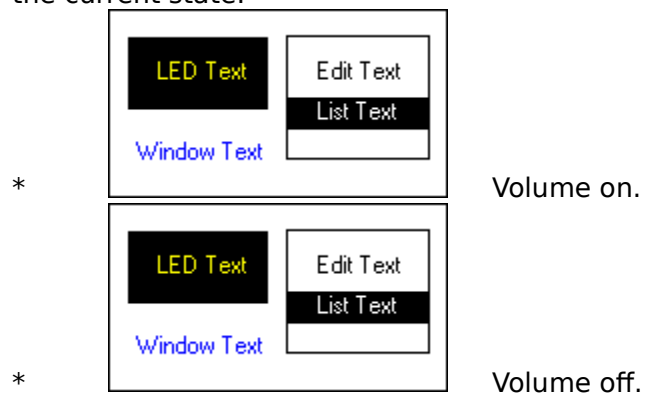 the current state:
LED Text Edit Text
List Text
Window Text
* Volume on.
LED Text Edit Text
List Text
Window Text
* Volume off.